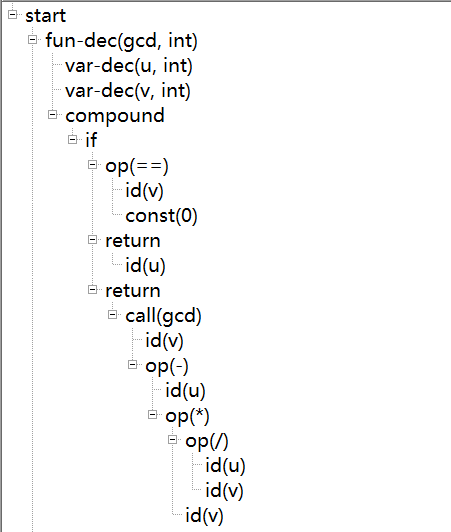 start
fun-dec(gcd, int)
var-dec(u, int)
var-dec(v, int)
compound
if
op(==)
id(v)
const(0)
return
id(u)
return
call(gcd)
id(v)
op(-)
id(u)
op(*)
op(/)
id(u)
id(v)
id(v)